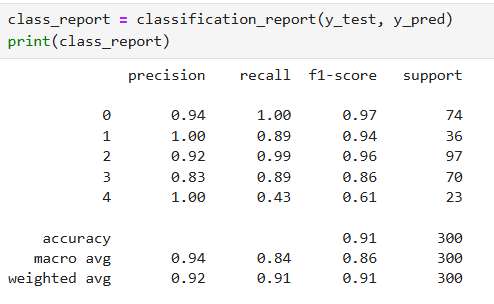 class_report = classification_report(y_test, y_pred)
print(class_report)
precision recall f1-score support
0 0.94 1.00 0.97 74
1 1.00 0.89 0.94 36
2 0.92 0.99 0.96 97
3 0.83 0.89 0.86 70
4 1.00 0.43 0.61 23
accuracy 0.91 300
macro avg 0.94 0.84 0.86 300
weighted avg 0.92 0.91 0.91 300